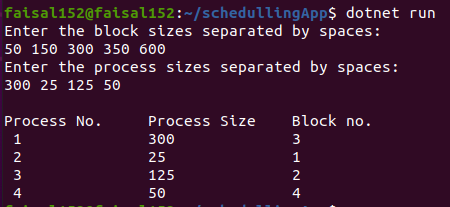 faisal152@faisal152:~/schedullingApp$ dotnet run
Enter the block sizes separated by spaces:
50 150 300 350 600
Enter the process sizes separated by spaces:
300 25 125 50
Process No. Process Size Block no.
1 300 3
2 25 1
3 125 2
4 50 4